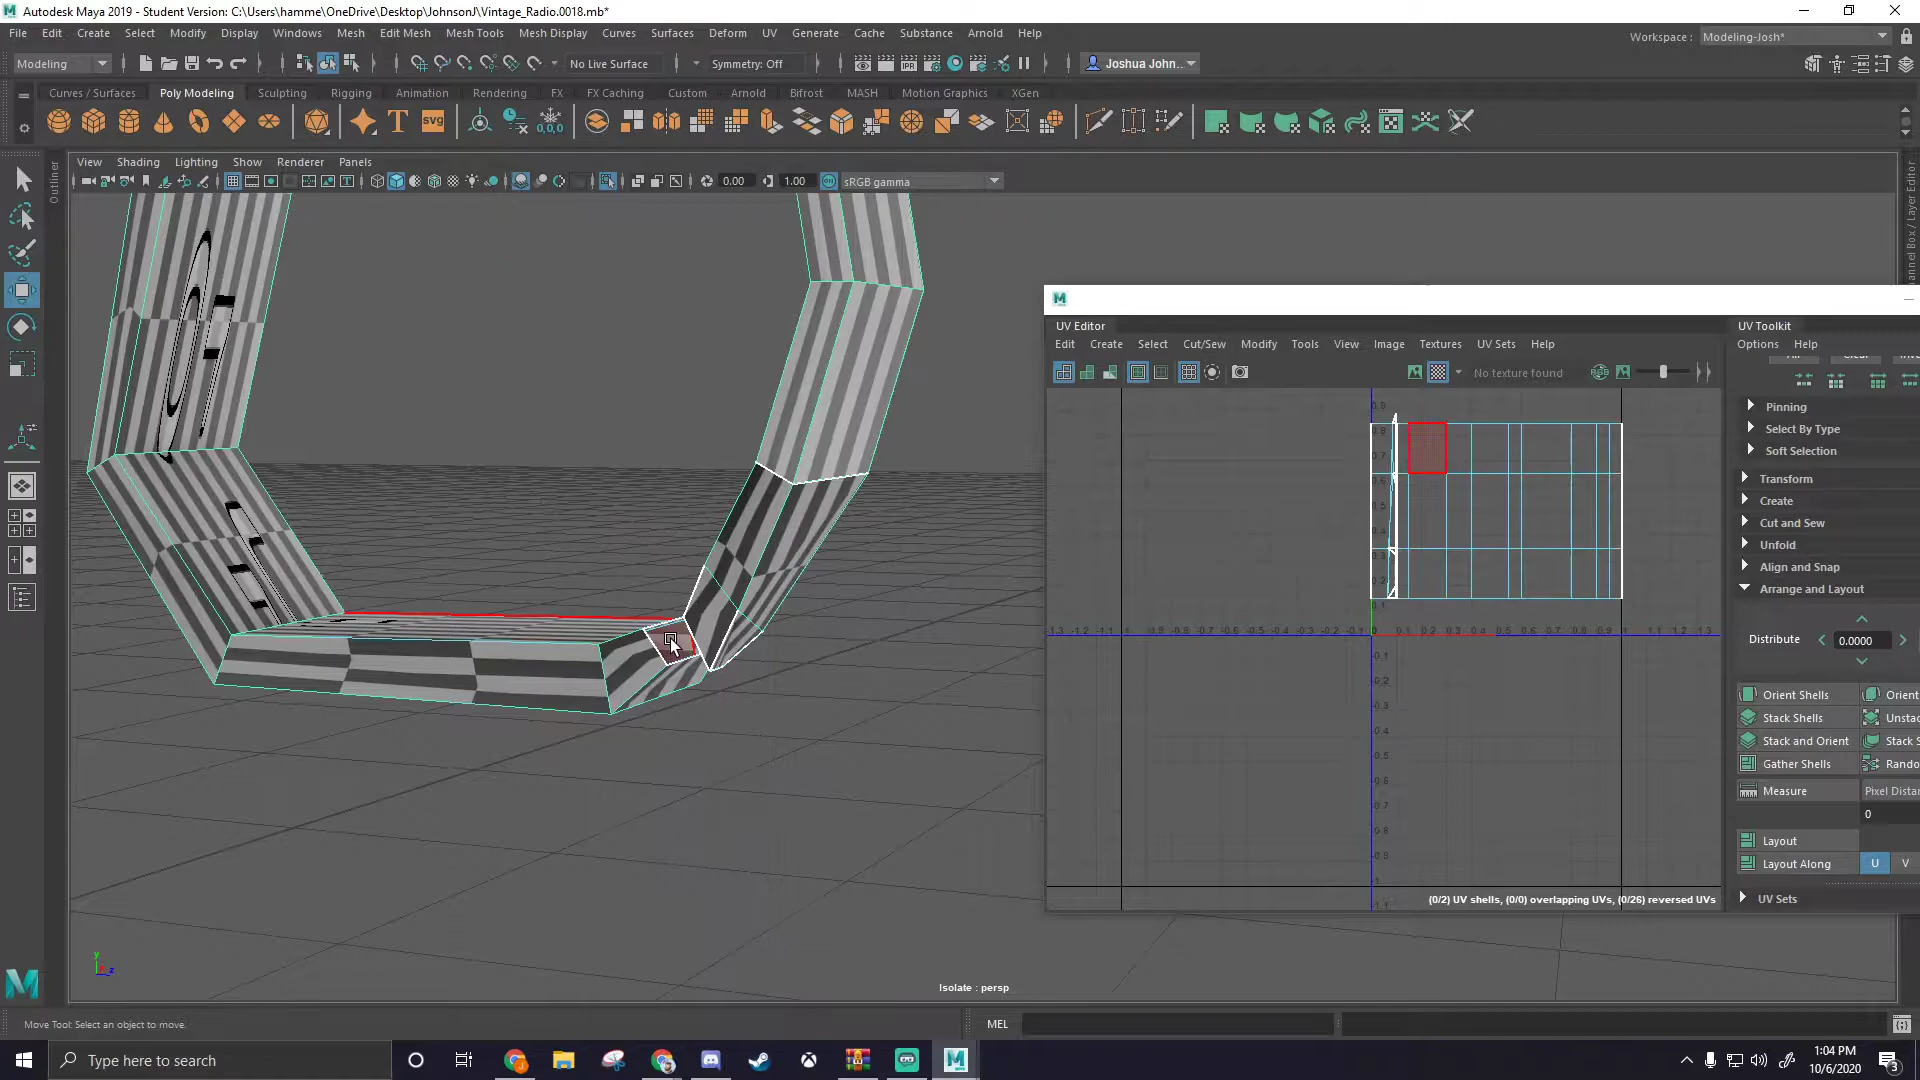 Autodesk Maya 2019 - Student Version: C:\Users\hamme\OneDrive\Desktop\JohnsonJ\Vintage_Radio.0018.mb*
File Edit Create Select Modify Display Windows Mesh Edit Mesh Mesh Tools Mesh Display Curves Surfaces Deform UV Generate Cache Substance Arnold Help
Workspace : Modeling-Josh*
Modeling
No Live Surface
Symmetry: Off
Joshua John...
Curves / Surfaces Poly Modeling Sculpting Rigging Animation Rendering FX FX Caching Custom Arnold Bifrost MASH Motion Graphics XGen
View Shading Lighting Show Renderer Panels
0.00 1.00 sRGB gamma
Outliner
UV Editor
Edit Create Select Cut/Sew Modify Tools View Image Textures UV Sets Help
No texture found
UV Toolkit
Options Help
Pinning
Select By Type
Soft Selection
Transform
Create
Cut and Sew
Unfold
Align and Snap
Arrange and Layout
Distribute 0.0000
Orient Shells Orient
Stack Shells Unsta
Stack and Orient Stack S
Gather Shells Rando
Measure Pixel Distan
0
Layout
Layout Along U V
UV Sets
(0/2) UV shells, (0/0) overlapping UVs, (0/26) reversed UVs
Isolate : persp
Move Tool: Select an object to move.
MEL
Type here to search
1:04 PM
10/6/2020
3